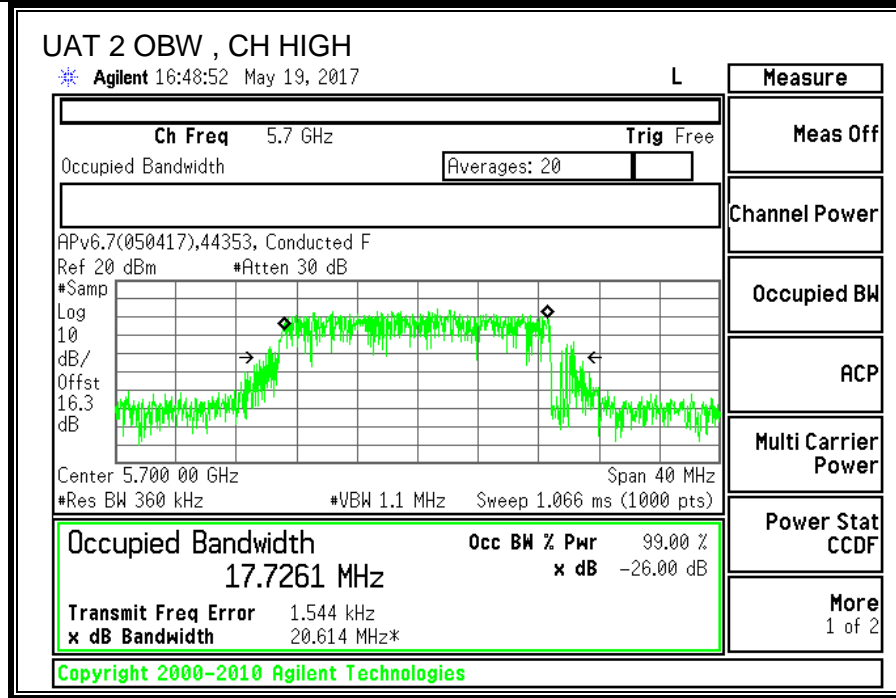 UAT 2 OBW , CH HIGH
Agilent 16:48:52 May 19, 2017 L
Measure
Ch Freq 5.7 GHz Trig Free
Meas Off
Occupied Bandwidth Averages: 20
Channel Power
APv6.7(050417),44353, Conducted F
Ref 20 dBm #Atten 30 dB
#Samp
Log
10
dB/
Offst
16.3
dB
Occupied BW
ACP
Multi Carrier
Power
Center 5.700 00 GHz Span 40 MHz
#Res BW 360 kHz #VBW 1.1 MHz Sweep 1.066 ms (1000 pts)
Power Stat
CCDF
Occupied Bandwidth Occ BW % Pwr 99.00 %
17.7261 MHz x dB -26.00 dB
Transmit Freq Error 1.544 kHz
x dB Bandwidth 20.614 MHz*
More
1 of 2
Copyright 2000-2010 Agilent Technologies